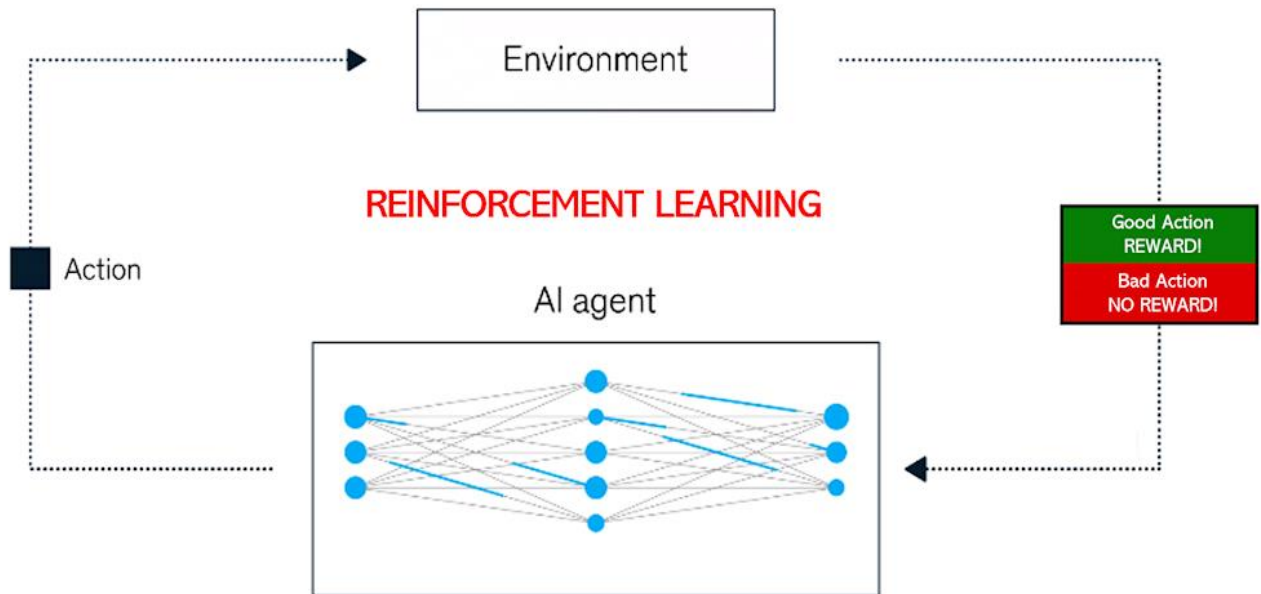 Environment
REINFORCEMENT LEARNING
Good Action
REWARD!
Bad Action
NO REWARD!
Action
AI agent